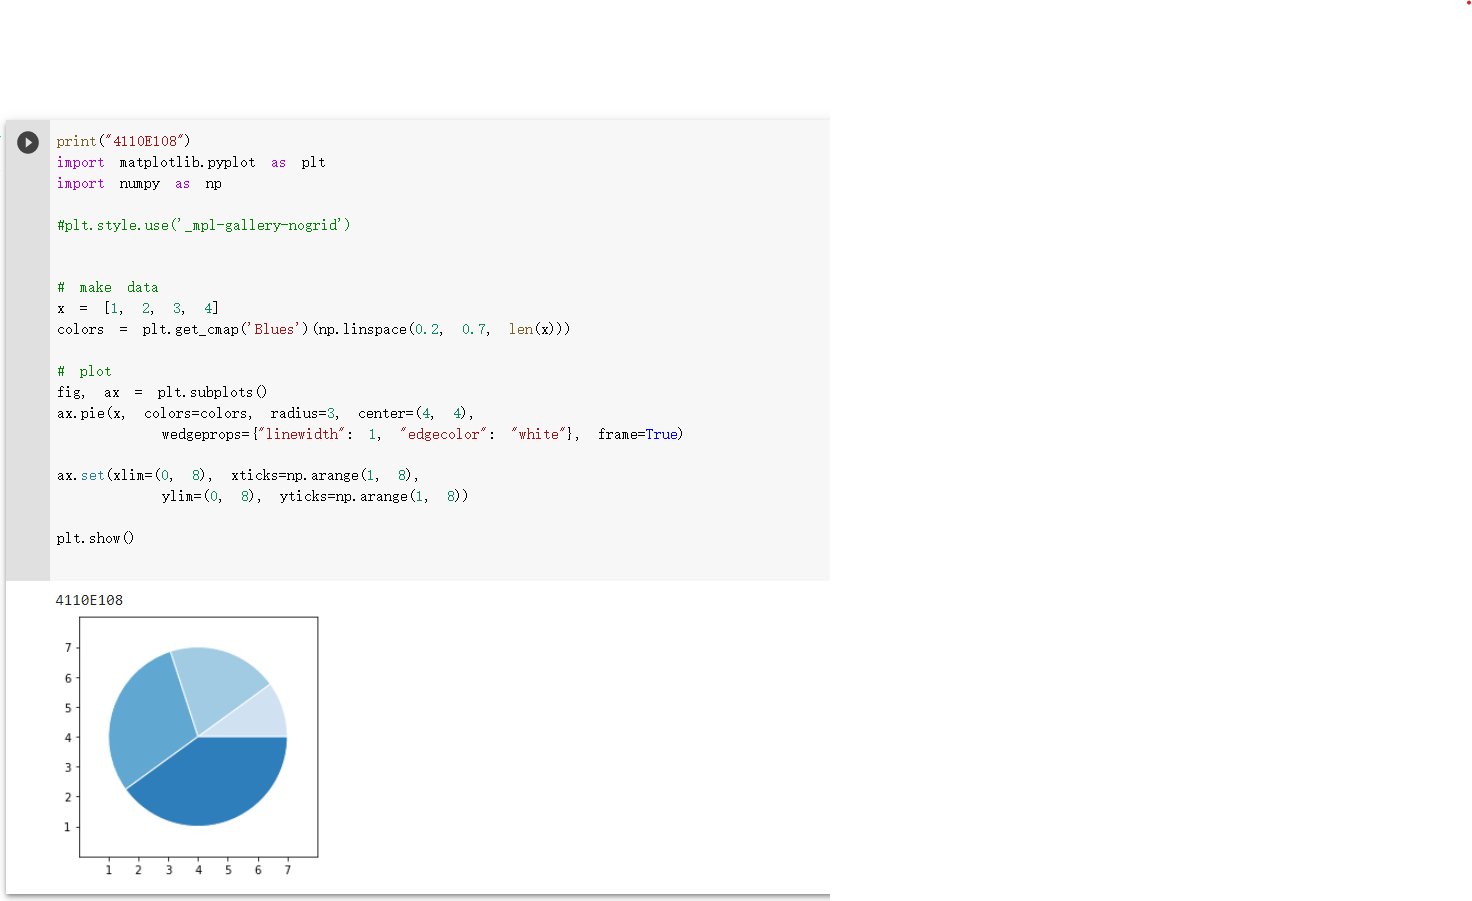 print("4110E108")
import matplotlib.pyplot as plt
import numpy as np
#plt.style.use('_mpl-gallery-nogrid')
# make data
x = [1, 2, 3, 4]
colors = plt.get_cmap('Blues')(np.linspace(0.2, 0.7, len(x)))
# plot
fig, ax = plt.subplots()
ax.pie(x, colors=colors, radius=3, center=(4, 4),
wedgeprops={"linewidth": 1, "edgecolor": "white"}, frame=True)
ax.set(xlim=(0, 8), xticks=np.arange(1, 8),
ylim=(0, 8), yticks=np.arange(1, 8))
plt.show()
4110E108
7
6
5
4
3
2
1
1 2 3 4 5 6 7